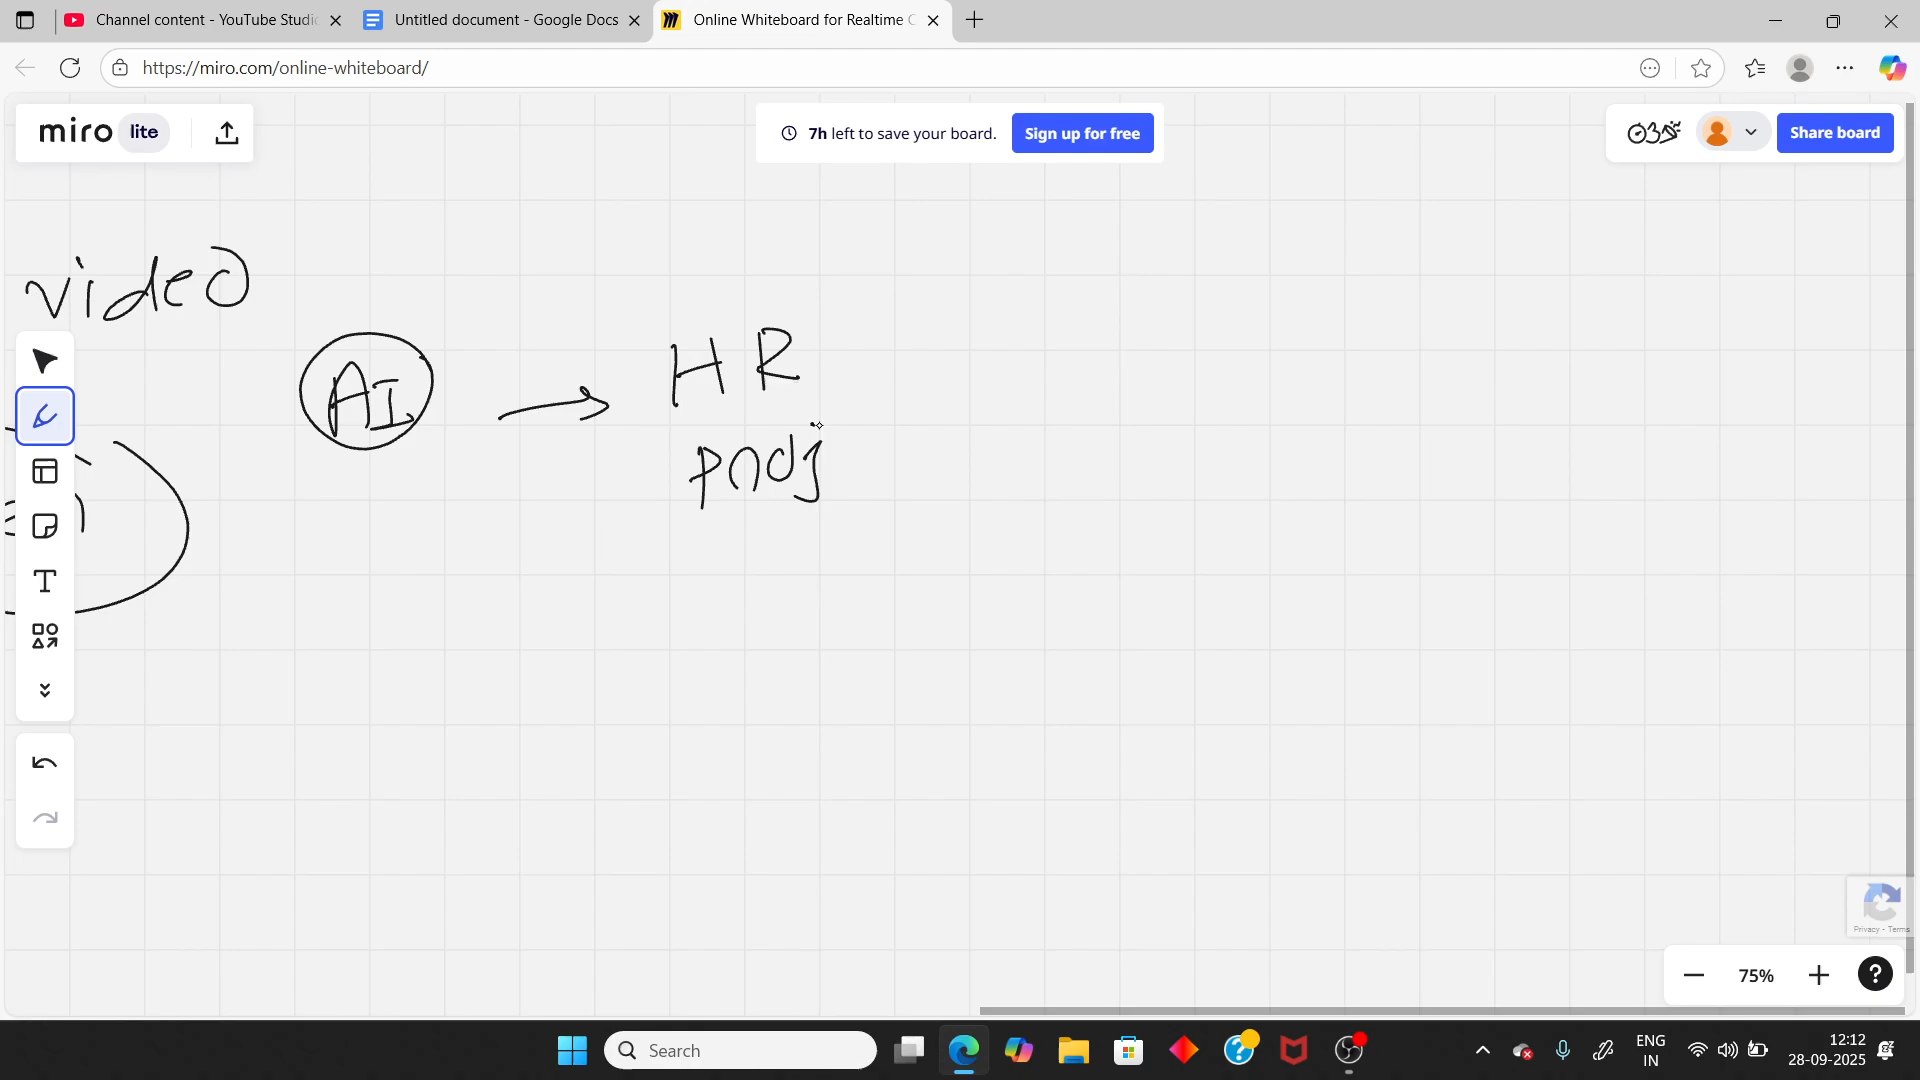 Channel content - YouTube Studio
Untitled document - Google Docs
Online Whiteboard for Realtime C
https://miro.com/online-whiteboard/
miro lite
7h left to save your board.
Sign up for free
Share board
video
AI
HR
Privacy - Terms
75%
Search
ENG
IN
12:12
28-09-2025